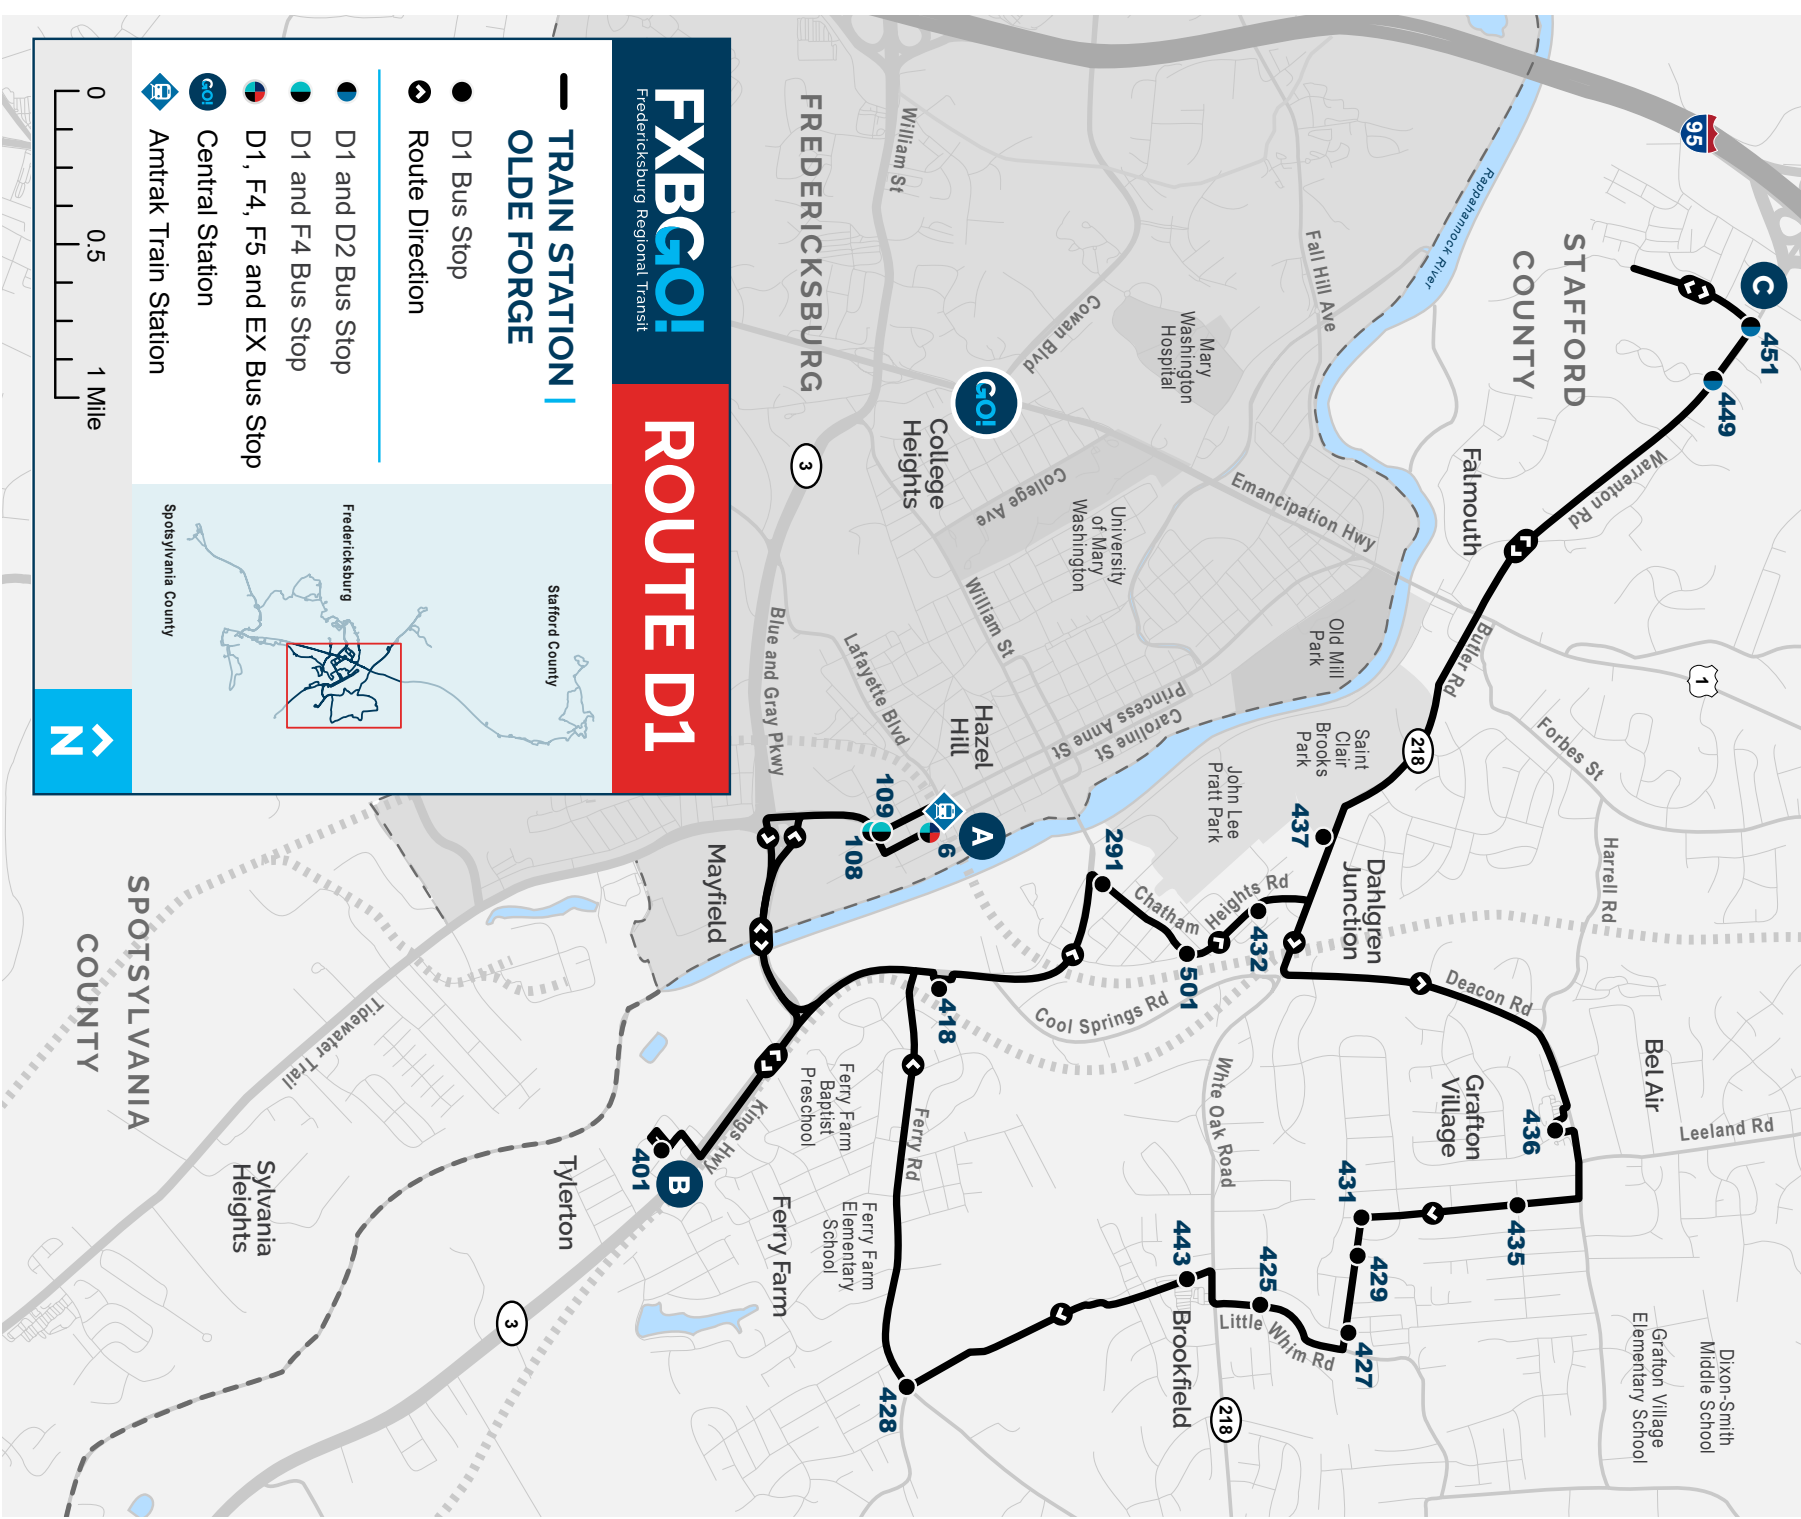 FXBGO!
Fredericksburg Regional Transit
ROUTE D1
TRAIN STATION |
OLDE FORGE
D1 Bus Stop
Route Direction
D1 and D2 Bus Stop
D1 and F4 Bus Stop
D1, F4, F5 and EX Bus Stop
GO!
Central Station
Amtrak Train Station
0
0.5
1 Mile
Stafford County
Fredericksburg
Spotsylvania County
N
95
STAFFORD
COUNTY
C
451
449
Warrenton Rd
Rappahannock River
Falmouth
Fall Hill Ave
Mary
Washington
Hospital
Cowan Blvd
GO!
William St
FREDERICKSBURG
College
Heights
3
College Ave
University
of Mary
Washington
Emancipation Hwy
William St
Blue and Gray Pkwy
Lafayette Blvd
Hazel
Hill
Princess Anne St
Caroline St
Old Mill
Park
Butler Rd
1
218
Forbes St
Saint
Clair
Brooks
Park
John Lee
Pratt Park
437
Harrell Rd
Dahlgren
Junction
A
6
109
108
291
Chatham Heights Rd
432
501
Mayfield
418
Cool Springs Rd
Deacon Rd
Bel Air
Grafton
Village
436
Leeland Rd
435
431
429
427
425
443
Whte Oak Road
Little Whim Rd
Brookfield
218
Grafton Village
Elementary School
Dixon-Smith
Middle School
Ferry Farm
Baptist
Preschool
Ferry Rd
Ferry Farm
Elementary
School
Ferry Farm
428
Kings Hwy
401
B
Tylerton
3
Tidewater Trail
SPOTSYLVANIA
COUNTY
Sylvania
Heights